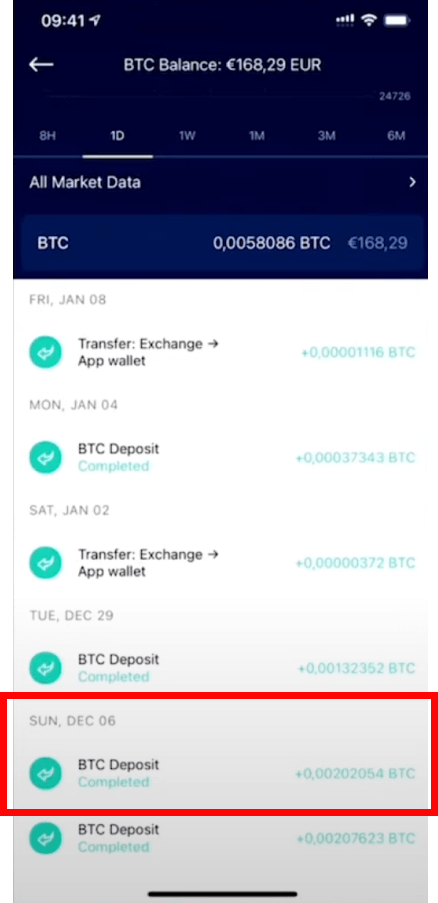 09:41
BTC Balance: €168,29 EUR
24726
8H 1D 1W 1M 3M 6M
All Market Data
BTC 0,0058086 BTC €168,29
FRI, JAN 08
Transfer: Exchange → +0,00001116 BTC
App wallet
MON, JAN 04
BTC Deposit +0,00037343 BTC
Completed
SAT, JAN 02
Transfer: Exchange → +0,00000372 BTC
App wallet
TUE, DEC 29
BTC Deposit +0,00132352 BTC
Completed
SUN, DEC 06
BTC Deposit +0,00202054 BTC
Completed
BTC Deposit +0,00207623 BTC
Completed